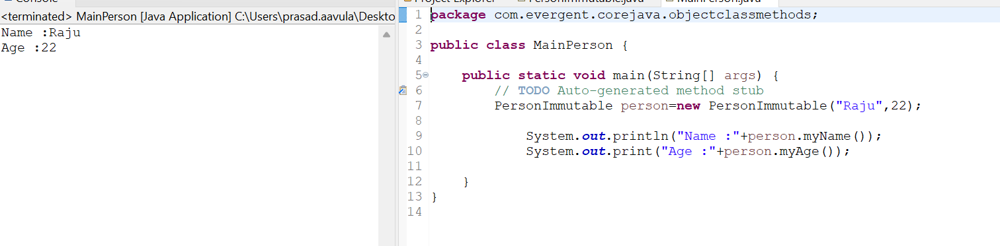 Console
<terminated> MainPerson [Java Application] C:\Users\prasad.aavula\Deskto
Name :Raju
Age :22
Project Explorer
PersonImmutable.java
MainPerson.java
1 package com.evergent.corejava.objectclassmethods;
2
3 public class MainPerson {
4
5 public static void main(String[] args) {
6 // TODO Auto-generated method stub
7 PersonImmutable person=new PersonImmutable("Raju",22);
8
9 System.out.println("Name :"+person.myName());
10 System.out.print("Age :"+person.myAge());
11
12 }
13 }
14